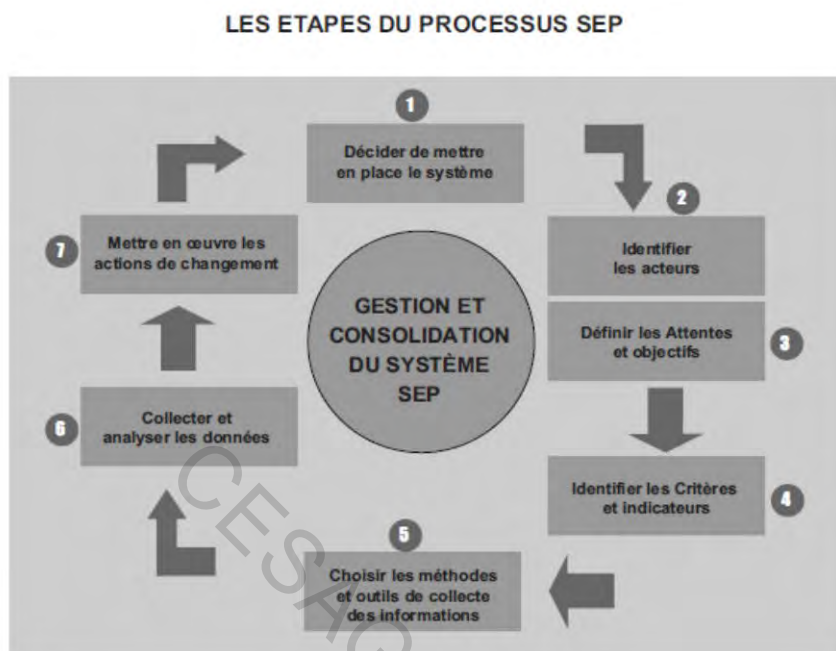 LES ETAPES DU PROCESSUS SEP
1
Décider de mettre
en place le système
2
Identifier
les acteurs
3
Définir les Attentes
et objectifs
4
Identifier les Critères
et indicateurs
5
Choisir les méthodes
et outils de collecte
des informations
6
Collecter et
analyser les données
7
Mettre en œuvre les
actions de changement
GESTION ET
CONSOLIDATION
DU SYSTÈME
SEP
CESAG